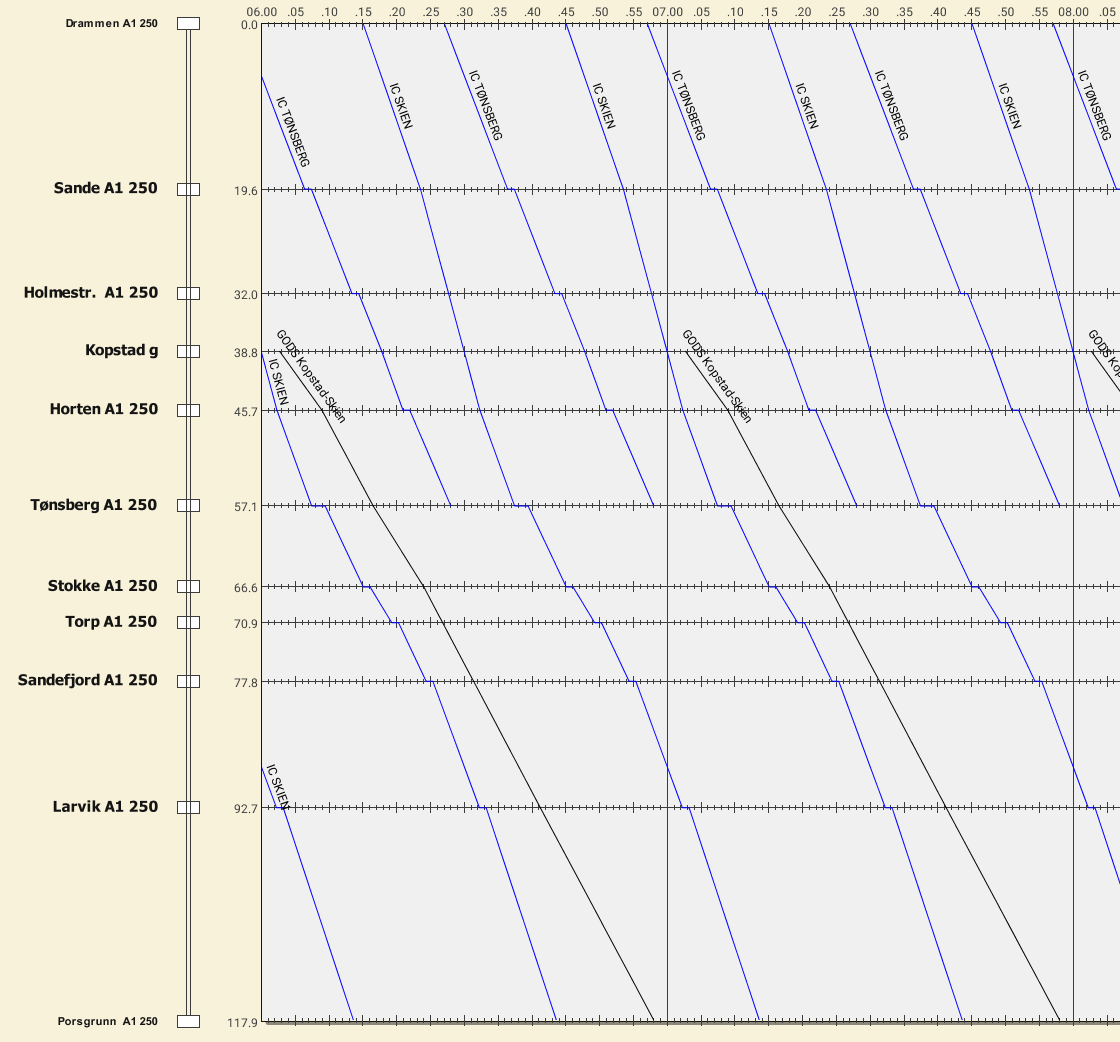 06.00 .05 .10 .15 .20 .25 .30 .35 .40 .45 .50 .55 07.00 .05 .10 .15 .20 .25 .30 .35 .40 .45 .50 .55 08.00 .05
Drammen A1 250 0.0
IC TØNSBERG
IC SKIEN
IC TØNSBERG
IC SKIEN
IC TØNSBERG
IC SKIEN
IC TØNSBERG
IC SKIEN
IC TØNSBERG
Sande A1 250 19.6
Holmestr. A1 250 32.0
Kopstad g 38.8
IC SKIEN
GODS Kopstad-Skien
GODS Kopstad-Skien
GODS Kop
Horten A1 250 45.7
Tønsberg A1 250 57.1
Stokke A1 250 66.6
Torp A1 250 70.9
Sandefjord A1 250 77.8
IC SKIEN
Larvik A1 250 92.7
Porsgrunn A1 250 117.9